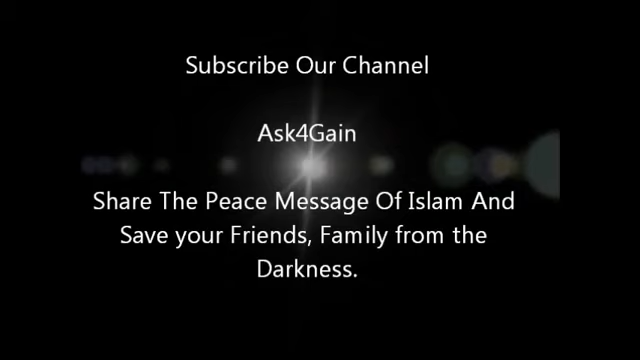 Subscribe Our Channel
Ask4Gain
Share The Peace Message Of Islam And
Save your Friends, Family from the
Darkness.